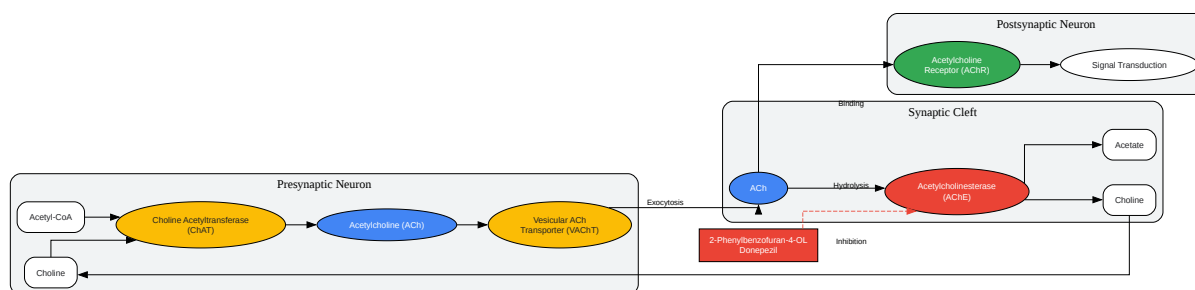 Postsynaptic Neuron
Acetylcholine
Receptor (AChR)
Signal Transduction
Binding
Synaptic Cleft
Acetate
ACh
Hydrolysis
Acetylcholinesterase
(AChE)
Choline
Presynaptic Neuron
Acetyl-CoA
Choline Acetyltransferase
(ChAT)
Acetylcholine (ACh)
Vesicular ACh
Transporter (VAChT)
Exocytosis
2-Phenylbenzofuran-4-OL
Donepezil
Inhibition
Choline